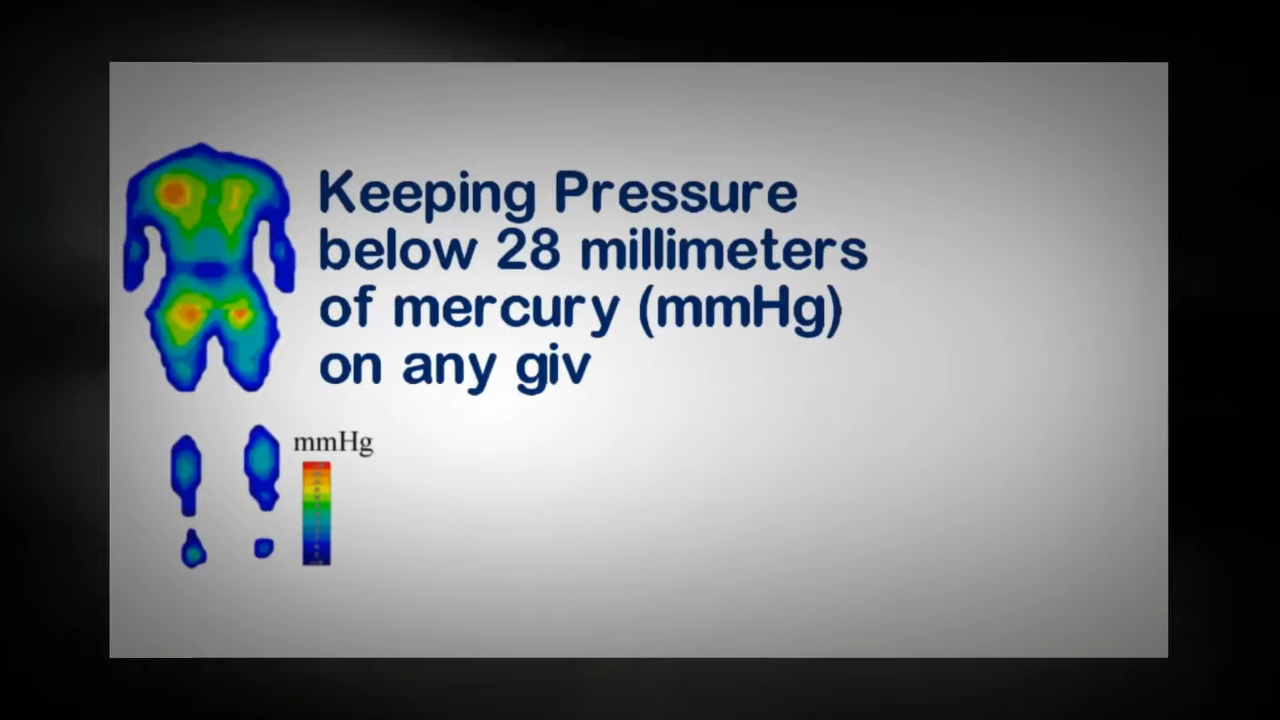 Keeping Pressure
below 28 millimeters
of mercury (mmHg)
on any giv
mmHg